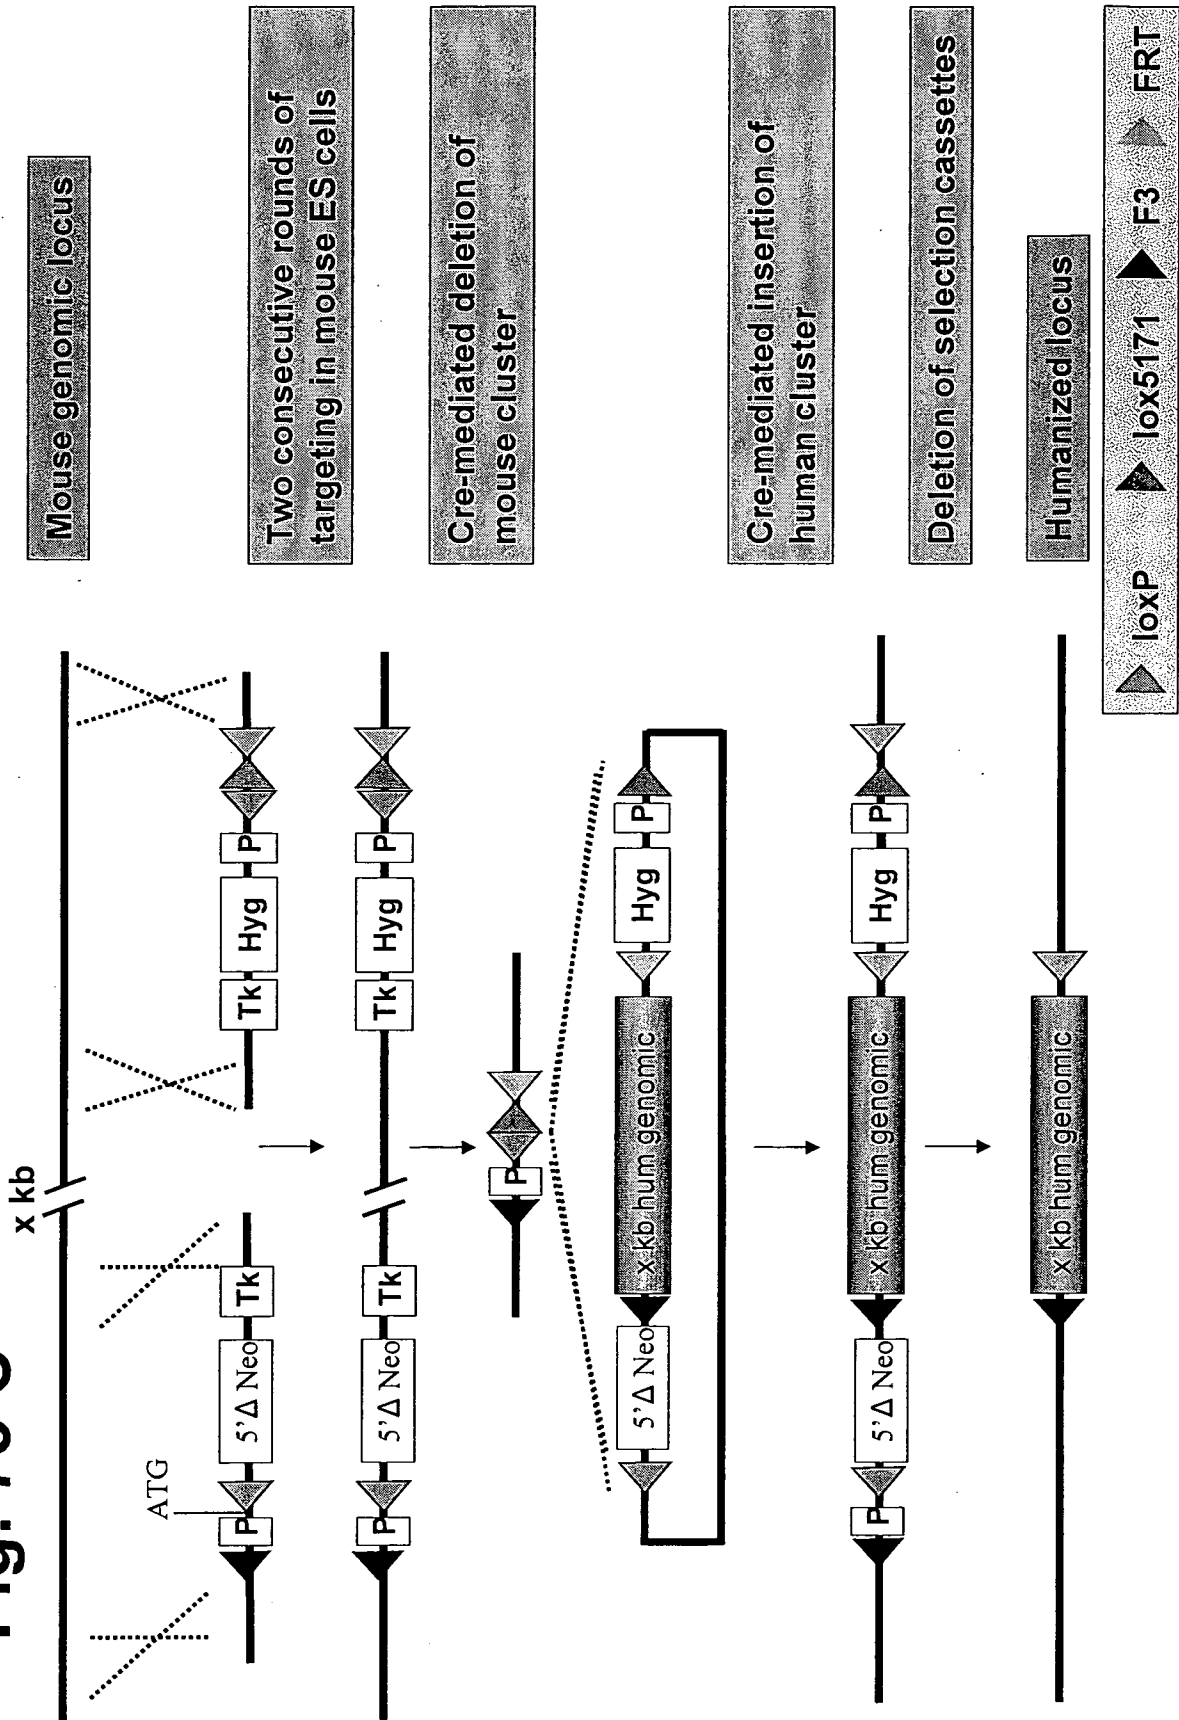 x kb
Mouse genomic locus
ATG
P
5'Δ Neo
Tk
Tk
Hyg
P
Two consecutive rounds of
targeting in mouse ES cells
P
5'Δ Neo
Tk
Tk
Hyg
P
P
Cre-mediated deletion of
mouse cluster
5'Δ Neo
x kb hum genomic
Hyg
P
Cre-mediated insertion of
human cluster
P
5'Δ Neo
x kb hum genomic
Hyg
P
Deletion of selection cassettes
x kb hum genomic
Humanized locus
loxP
lox5171
F3
FRT